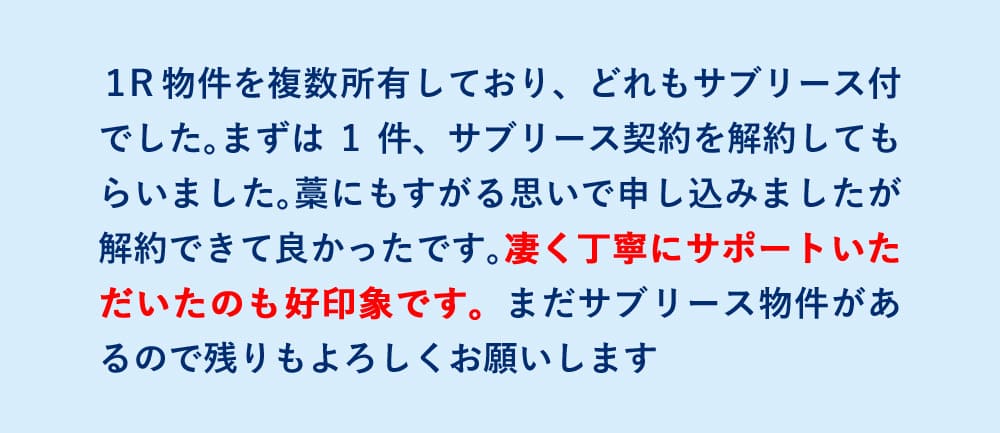 1R物件を複数所有しており、どれもサブリース付
でした。まずは1件、サブリース契約を解約しても
らいました。藁にもすがる思いで申し込みましたが
解約できて良かったです。凄く丁寧にサポートいた
だいたのも好印象です。まだサブリース物件があ
るので残りもよろしくお願いします